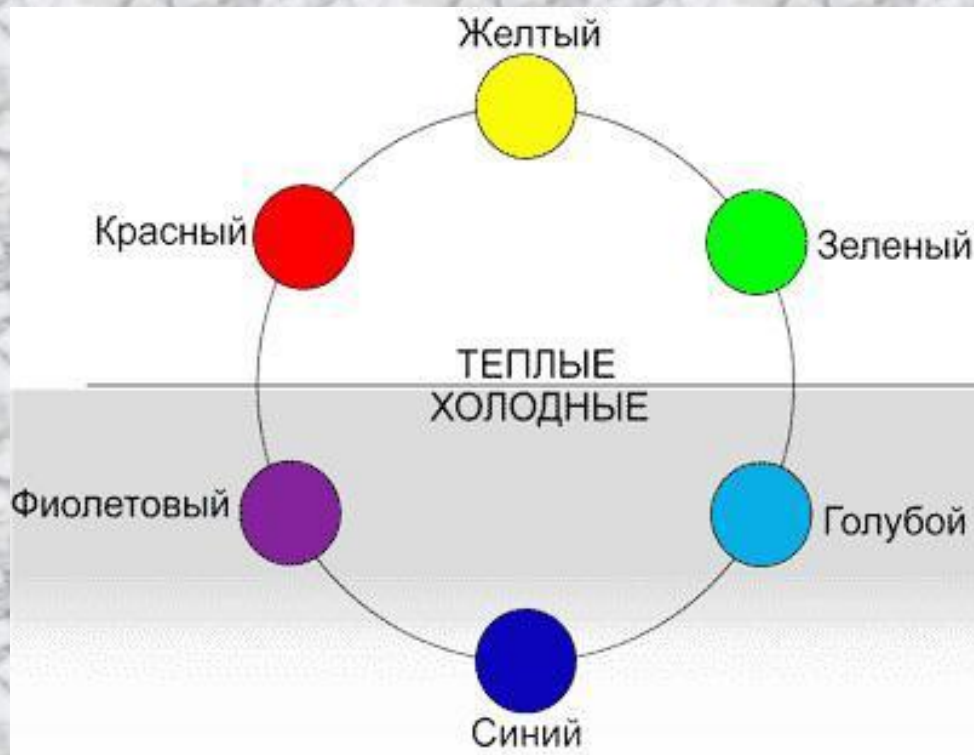 Желтый
Красный
Зеленый
ТЕПЛЫЕ
ХОЛОДНЫЕ
Фиолетовый
Голубой
Синий